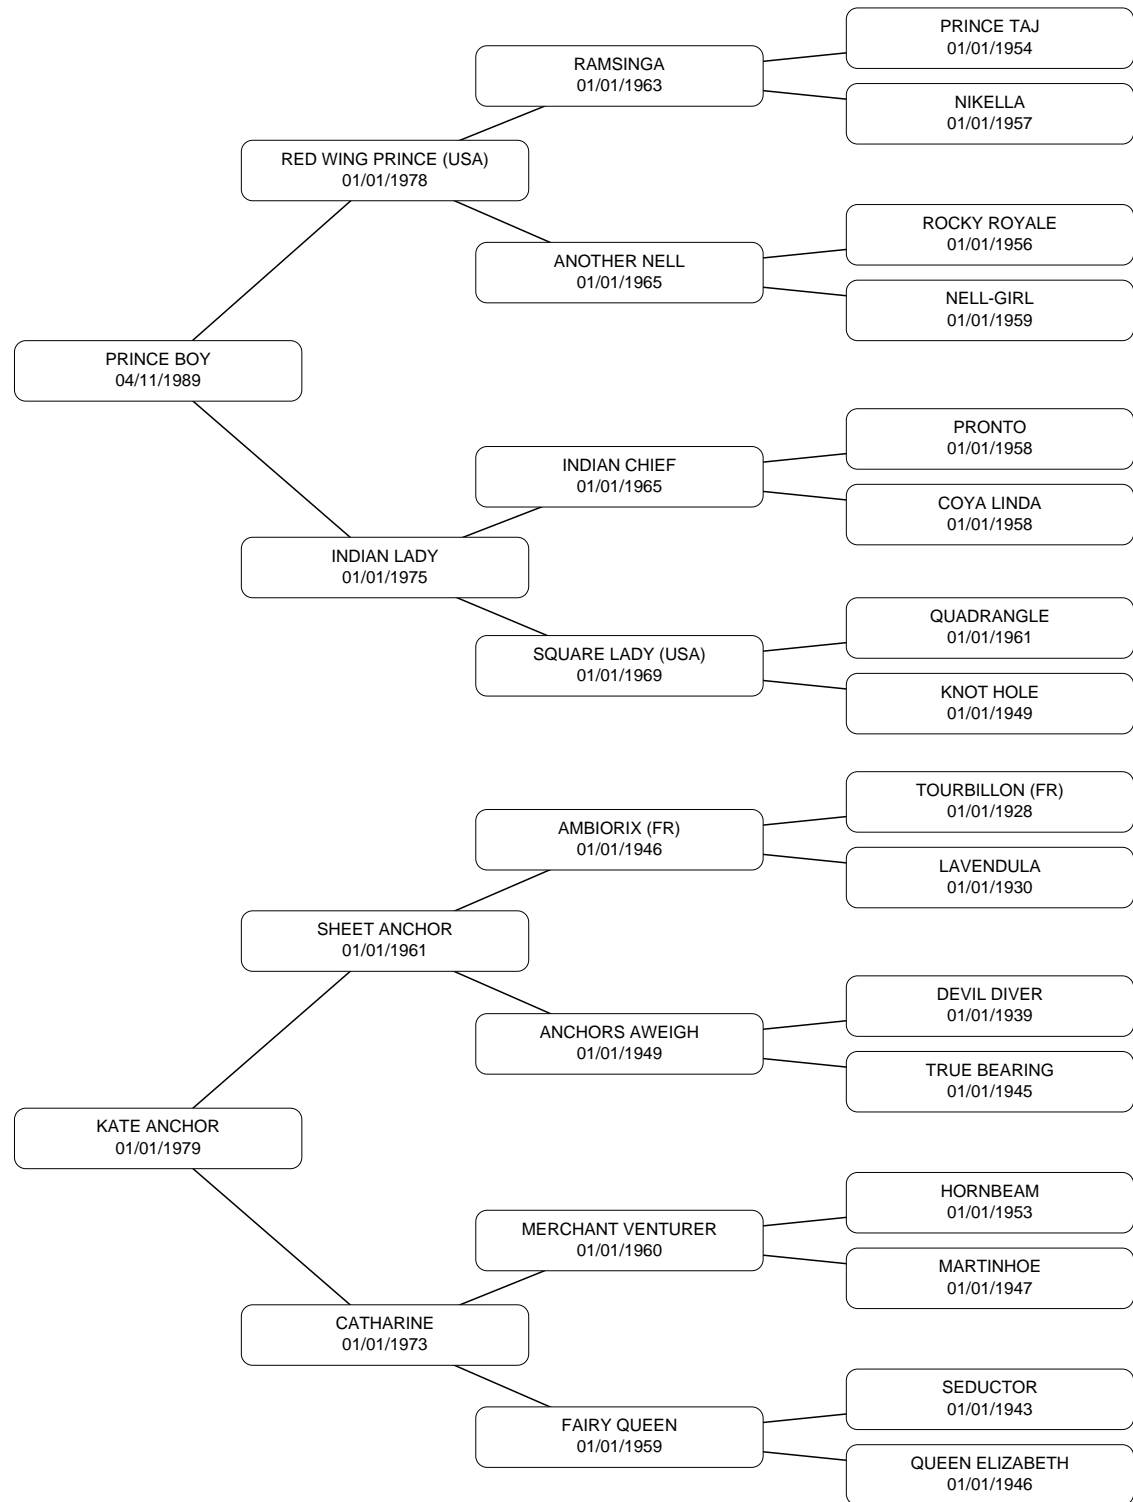 PRINCE TAJ
01/01/1954
RAMSINGA
01/01/1963
NIKELLA
01/01/1957
RED WING PRINCE (USA)
01/01/1978
ROCKY ROYALE
01/01/1956
ANOTHER NELL
01/01/1965
NELL-GIRL
01/01/1959
PRINCE BOY
04/11/1989
PRONTO
01/01/1958
INDIAN CHIEF
01/01/1965
COYA LINDA
01/01/1958
INDIAN LADY
01/01/1975
QUADRANGLE
01/01/1961
SQUARE LADY (USA)
01/01/1969
KNOT HOLE
01/01/1949
TOURBILLON (FR)
01/01/1928
AMBIORIX (FR)
01/01/1946
LAVENDULA
01/01/1930
SHEET ANCHOR
01/01/1961
DEVIL DIVER
01/01/1939
ANCHORS AWEIGH
01/01/1949
TRUE BEARING
01/01/1945
KATE ANCHOR
01/01/1979
HORNBEAM
01/01/1953
MERCHANT VENTURER
01/01/1960
MARTINHOE
01/01/1947
CATHARINE
01/01/1973
SEDUCTOR
01/01/1943
FAIRY QUEEN
01/01/1959
QUEEN ELIZABETH
01/01/1946